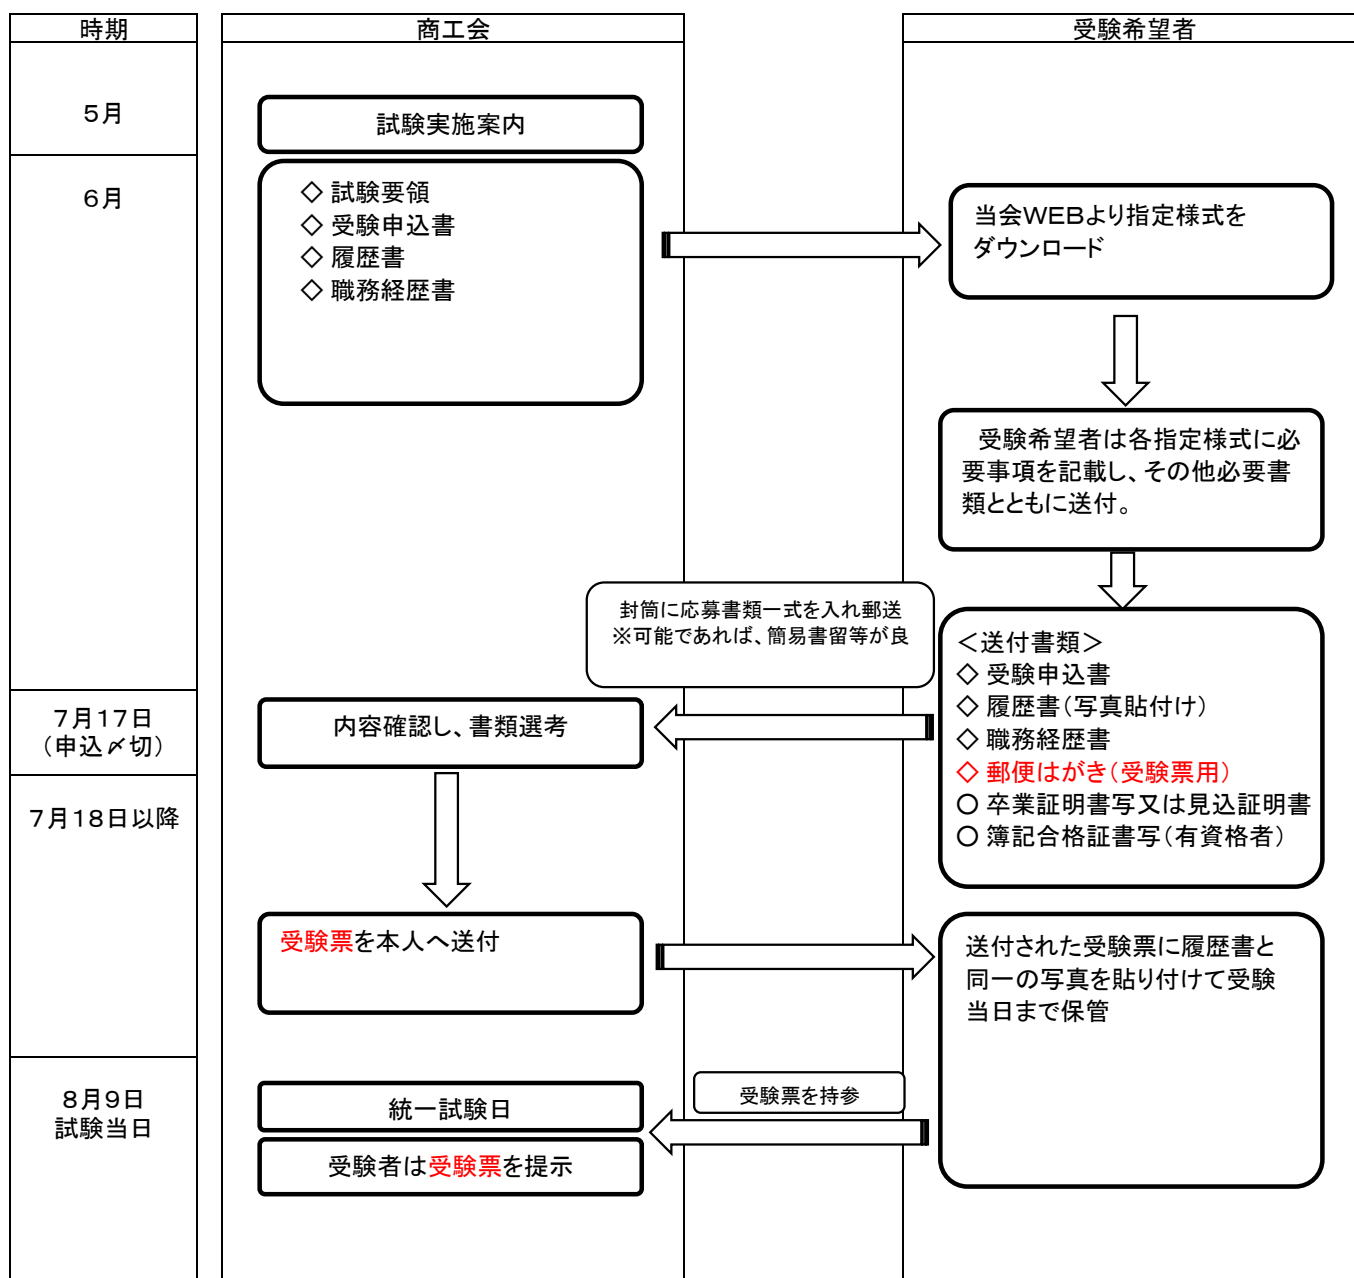 時期
商工会
受験希望者
5月
試験実施案内
6月
◇ 試験要領
◇ 受験申込書
◇ 履歴書
◇ 職務経歴書
当会WEBより指定様式を
ダウンロード
受験希望者は各指定様式に必
要事項を記載し、その他必要書
類とともに送付。
封筒に応募書類一式を入れ郵送
※可能であれば、簡易書留等が良
＜送付書類＞
◇ 受験申込書
◇ 履歴書（写真貼付け）
◇ 職務経歴書
◇ 郵便はがき（受験票用）
○ 卒業証明書写又は見込証明書
○ 簿記合格証書写（有資格者）
7月17日
（申込〆切）
内容確認し、書類選考
7月18日以降
受験票を本人へ送付
送付された受験票に履歴書と
同一の写真を貼り付けて受験
当日まで保管
8月9日
試験当日
統一試験日
受験票を持参
受験者は受験票を提示